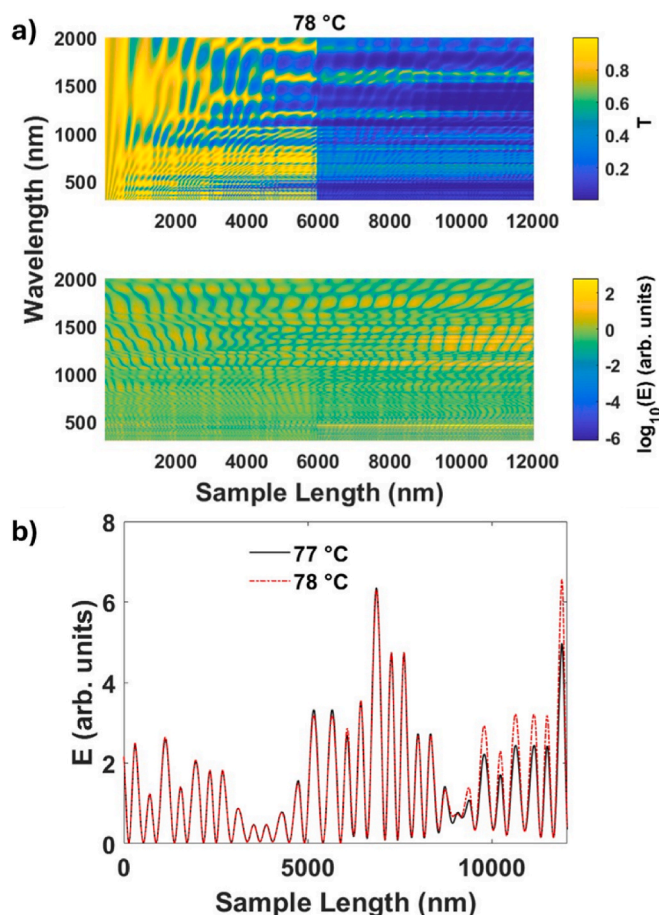 a)
78 °C
Wavelength (nm)
2000
1500
1000
500
2000 4000 6000 8000 10000 12000
0.8
0.6
0.4
0.2
T
2000
1500
1000
500
2000 4000 6000 8000 10000 12000
Sample Length (nm)
2
0
-2
-4
-6
log10(E) (arb. units)
b)
E (arb. units)
8
6
4
2
0
77 °C
78 °C
0 5000 10000
Sample Length (nm)